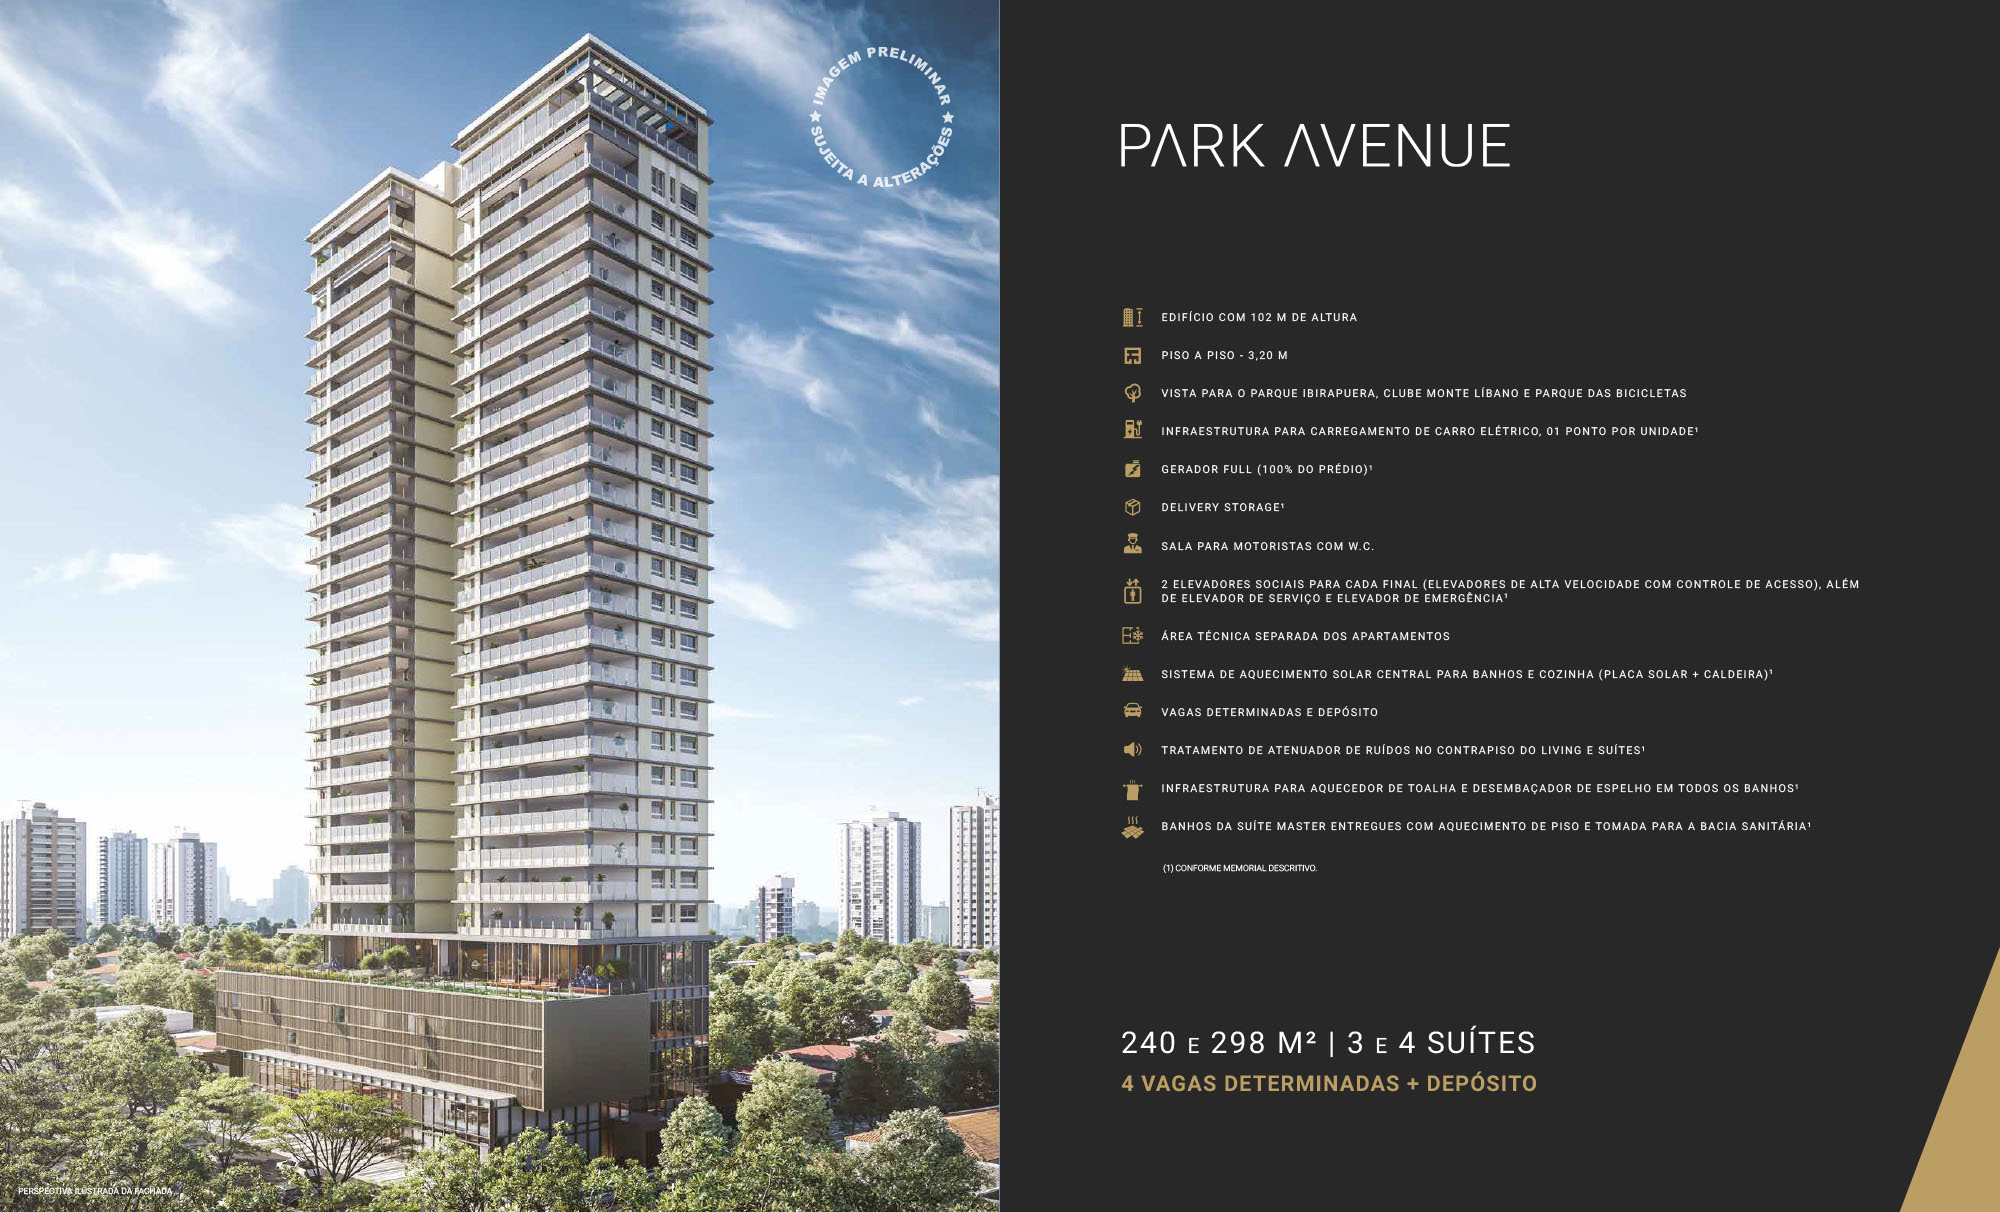 IMAGEM PRELIMINAR
SUJEITA A ALTERAÇÕES
PERSPECTIVA ILUSTRADA DA FACHADA
PARK AVENUE
EDIFÍCIO COM 102 M DE ALTURA
PISO A PISO - 3,20 M
VISTA PARA O PARQUE IBIRAPUERA, CLUBE MONTE LÍBANO E PARQUE DAS BICICLETAS
INFRAESTRUTURA PARA CARREGAMENTO DE CARRO ELÉTRICO, 01 PONTO POR UNIDADE¹
GERADOR FULL (100% DO PRÉDIO)¹
DELIVERY STORAGE¹
SALA PARA MOTORISTAS COM W.C.
2 ELEVADORES SOCIAIS PARA CADA FINAL (ELEVADORES DE ALTA VELOCIDADE COM CONTROLE DE ACESSO), ALÉM
DE ELEVADOR DE SERVIÇO E ELEVADOR DE EMERGÊNCIA¹
ÁREA TÉCNICA SEPARADA DOS APARTAMENTOS
SISTEMA DE AQUECIMENTO SOLAR CENTRAL PARA BANHOS E COZINHA (PLACA SOLAR + CALDEIRA)¹
VAGAS DETERMINADAS E DEPÓSITO
TRATAMENTO DE ATENUADOR DE RUÍDOS NO CONTRAPISO DO LIVING E SUÍTES¹
INFRAESTRUTURA PARA AQUECEDOR DE TOALHA E DESEMBAÇADOR DE ESPELHO EM TODOS OS BANHOS¹
BANHOS DA SUÍTE MASTER ENTREGUES COM AQUECIMENTO DE PISO E TOMADA PARA A BACIA SANITÁRIA¹
(1) CONFORME MEMORIAL DESCRITIVO.
240 E 298 M² | 3 E 4 SUÍTES
4 VAGAS DETERMINADAS + DEPÓSITO